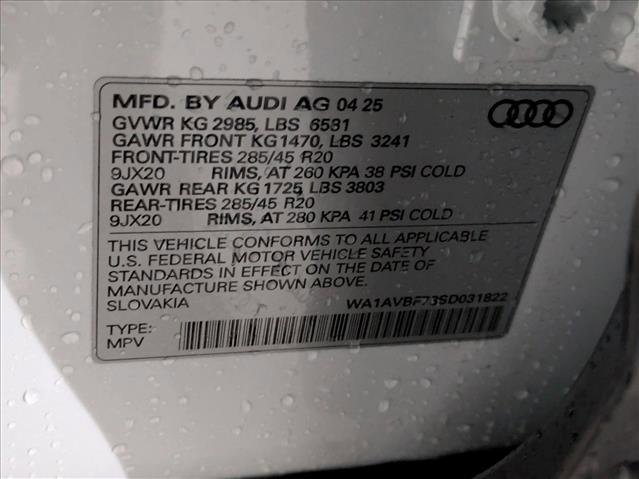 MFD. BY AUDI AG 04 25
GVWR KG 2985, LBS 6581
GAWR FRONT KG 1470, LBS 3241
FRONT-TIRES 285/45 R20
9JX20 RIMS, AT 260 KPA 38 PSI COLD
GAWR REAR KG 1725 LBS 3803
REAR-TIRES 285/45 R20
9JX20 RIMS, AT 280 KPA 41 PSI COLD
THIS VEHICLE CONFORMS TO ALL APPLICABLE
U.S. FEDERAL MOTOR VEHICLE SAFETY
STANDARDS IN EFFECT ON THE DATE OF
MANUFACTURE SHOWN ABOVE.
SLOVAKIA WA1AVBF73SD031822
TYPE:
MPV